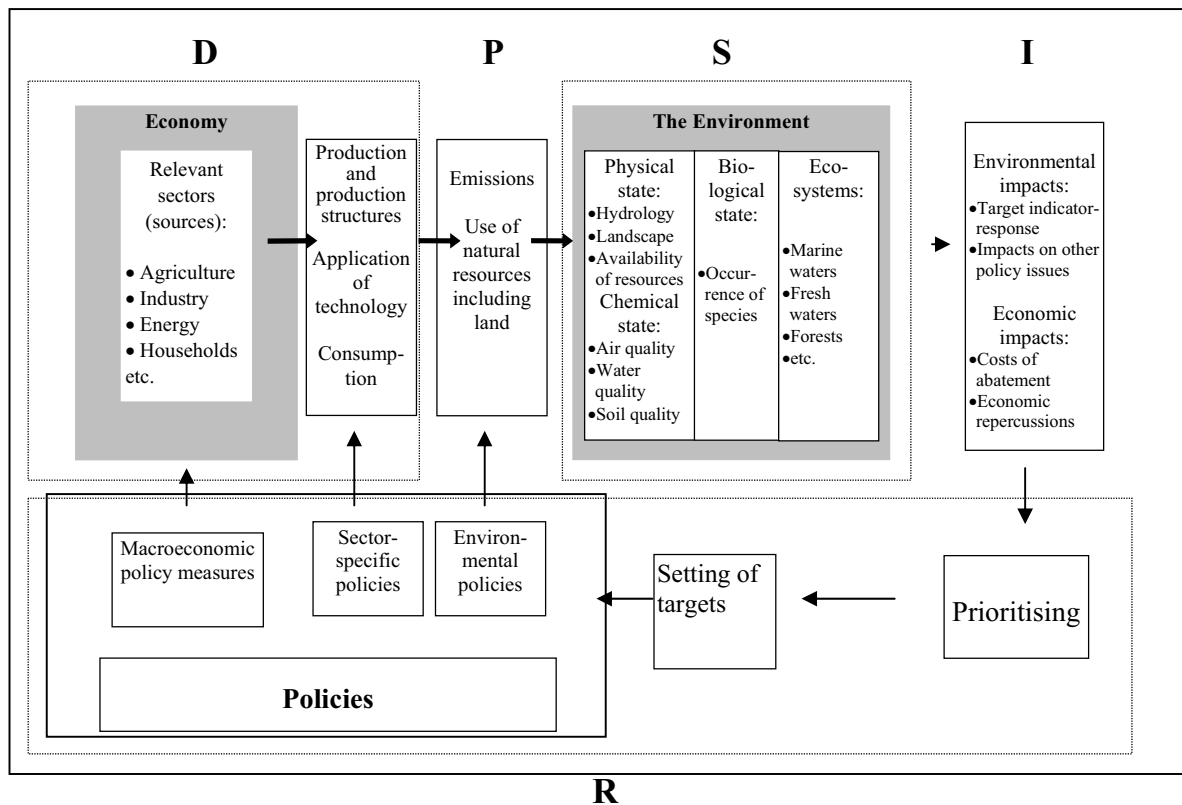 D
P
S
I
Economy
Relevant
sectors
(sources):
• Agriculture
• Industry
• Energy
• Households
etc.
Production
and
production
structures
Application
of
technology
Consump-
tion
Emissions
Use of
natural
resources
including
land
The Environment
Physical
state:
•Hydrology
•Landscape
•Availability
of resources
Chemical
state:
•Air quality
•Water
quality
•Soil quality
Bio-
logical
state:
•Occur-
rence of
species
Eco-
systems:
•Marine
waters
•Fresh
waters
•Forests
•etc.
Environmental
impacts:
•Target indicator-
response
•Impacts on other
policy issues
Economic
impacts:
•Costs of
abatement
•Economic
repercussions
Macroeconomic
policy measures
Sector-
specific
policies
Environ-
mental
policies
Setting of
targets
Prioritising
Policies
R